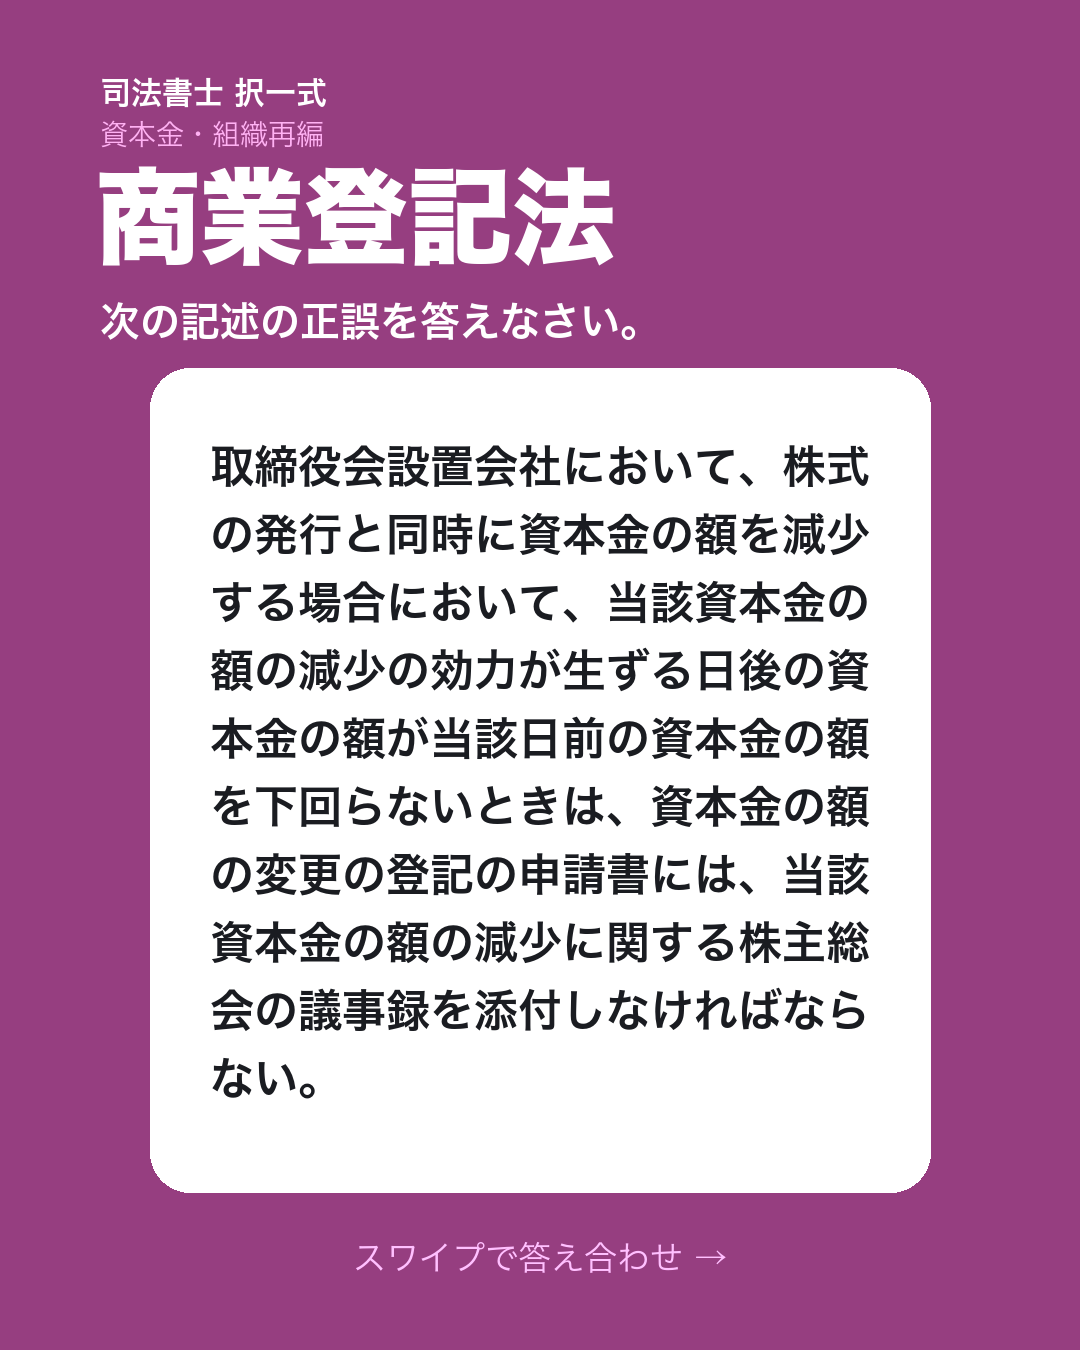 司法書士 択一式
資本金・組織再編
商業登記法
次の記述の正誤を答えなさい。
取締役会設置会社において、株式
の発行と同時に資本金の額を減少
する場合において、当該資本金の
額の減少の効力が生ずる日後の資
本金の額が当該日前の資本金の額
を下回らないときは、資本金の額
の変更の登記の申請書には、当該
資本金の額の減少に関する株主総
会の議事録を添付しなければなら
ない。
スワイプで答え合わせ →